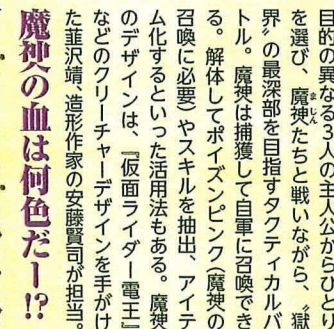 目的の異なる3人の主人公からひとり
を選び、魔神たちと戦いながら、“獄
界”の最深部を目指すタクティカルバ
トル。魔神は捕獲して自軍に召喚でき
る。解体してポイズンピンク（魔神の
召喚に必要）やスキルを抽出、アイテ
ム化するといった活用法もある。魔神
のデザインは、『仮面ライダー電王』
などのクリーチャーデザインを手がけ
た韮沢靖、造形作家の安藤賢司が担当。
魔神の血は何色だー!?